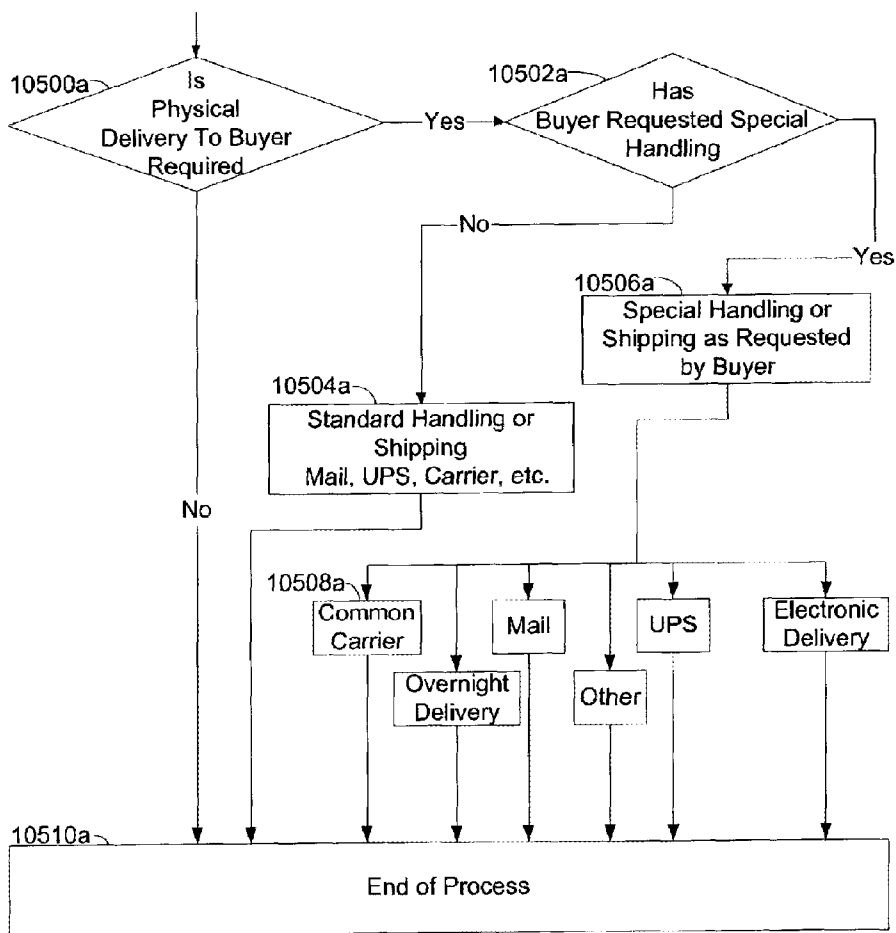 10500a
Is
Physical
Delivery To Buyer
Required
Yes
10502a
Has
Buyer Requested Special
Handling
No
Yes
10506a
Special Handling or
Shipping as Requested
by Buyer
10504a
Standard Handling or
Shipping
Mail, UPS, Carrier, etc.
No
10508a
Common
Carrier
Mail
UPS
Electronic
Delivery
Overnight
Delivery
Other
10510a
End of Process